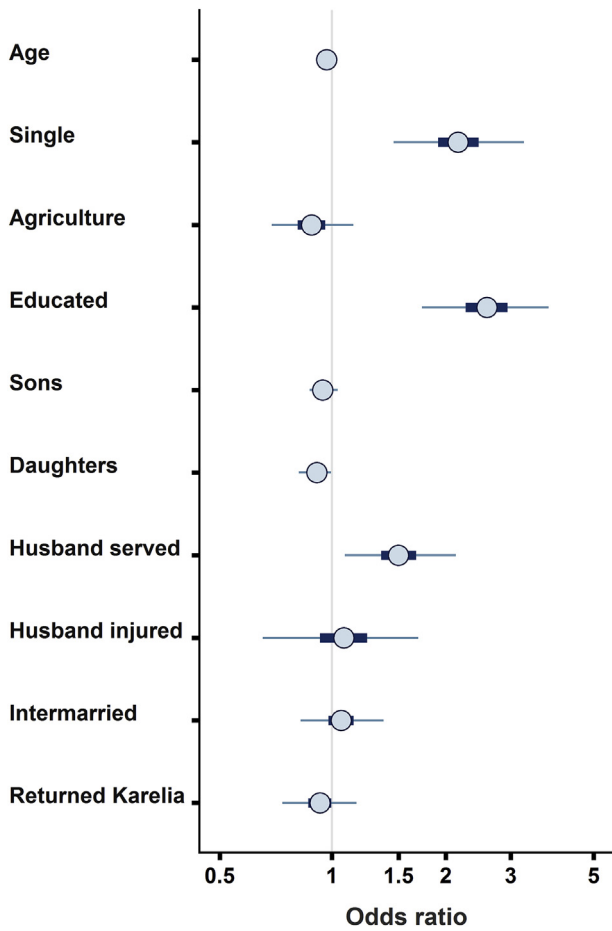 Age
Single
Agriculture
Educated
Sons
Daughters
Husband served
Husband injured
Intermarried
Returned Karelia
0.5 1 1.5 2 3 5
Odds ratio